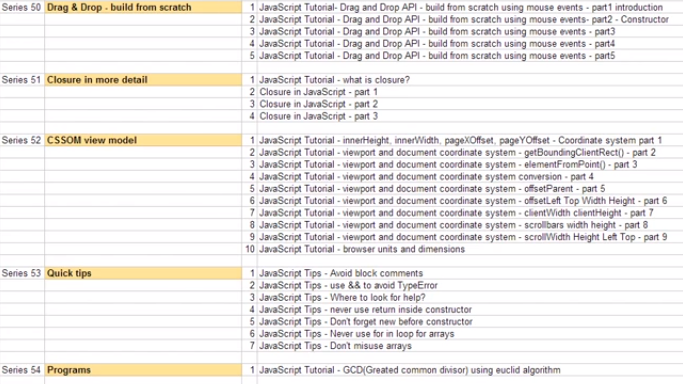 Series 50 Drag & Drop - build from scratch 1 JavaScript Tutorial- Drag and Drop API - build from scratch using mouse events - part1 introduction
2 JavaScript Tutorial - Drag and Drop API - build from scratch using mouse events- part2 - Constructor
3 JavaScript Tutorial - Drag and Drop API - build from scratch using mouse events - part3
4 JavaScript Tutorial - Drag and Drop API - build from scratch using mouse events - part4
5 JavaScript Tutorial - Drag and Drop API - build from scratch using mouse events - part5
Series 51 Closure in more detail 1 JavaScript Tutorial - what is closure?
2 Closure in JavaScript - part 1
3 Closure in JavaScript - part 2
4 Closure in JavaScript - part 3
Series 52 CSSOM view model 1 JavaScript Tutorial - innerHeight, innerWidth, pageXOffset, pageYOffset - Coordinate system part 1
2 JavaScript Tutorial - viewport and document coordinate system - getBoundingClientRect() - part 2
3 JavaScript Tutorial - viewport and document coordinate system - elementFromPoint() - part 3
4 JavaScript Tutorial - viewport and document coordinate system conversion - part 4
5 JavaScript Tutorial - viewport and document coordinate system - offsetParent - part 5
6 JavaScript Tutorial - viewport and document coordinate system - offsetLeft Top Width Height - part 6
7 JavaScript Tutorial - viewport and document coordinate system - clientWidth clientHeight - part 7
8 JavaScript Tutorial - viewport and document coordinate system - scrollbars width height - part 8
9 JavaScript Tutorial - viewport and document coordinate system - scrollWidth Height Left Top - part 9
10 JavaScript Tutorial - browser units and dimensions
Series 53 Quick tips 1 JavaScript Tips - Avoid block comments
2 JavaScript Tips - use && to avoid TypeError
3 JavaScript Tips - Where to look for help?
4 JavaScript Tips - never use return inside constructor
5 JavaScript Tips - Don't forget new before constructor
6 JavaScript Tips - Never use for in loop for arrays
7 JavaScript Tips - Don't misuse arrays
Series 54 Programs 1 JavaScript Tutorial - GCD(Greated common divisor) using euclid algorithm